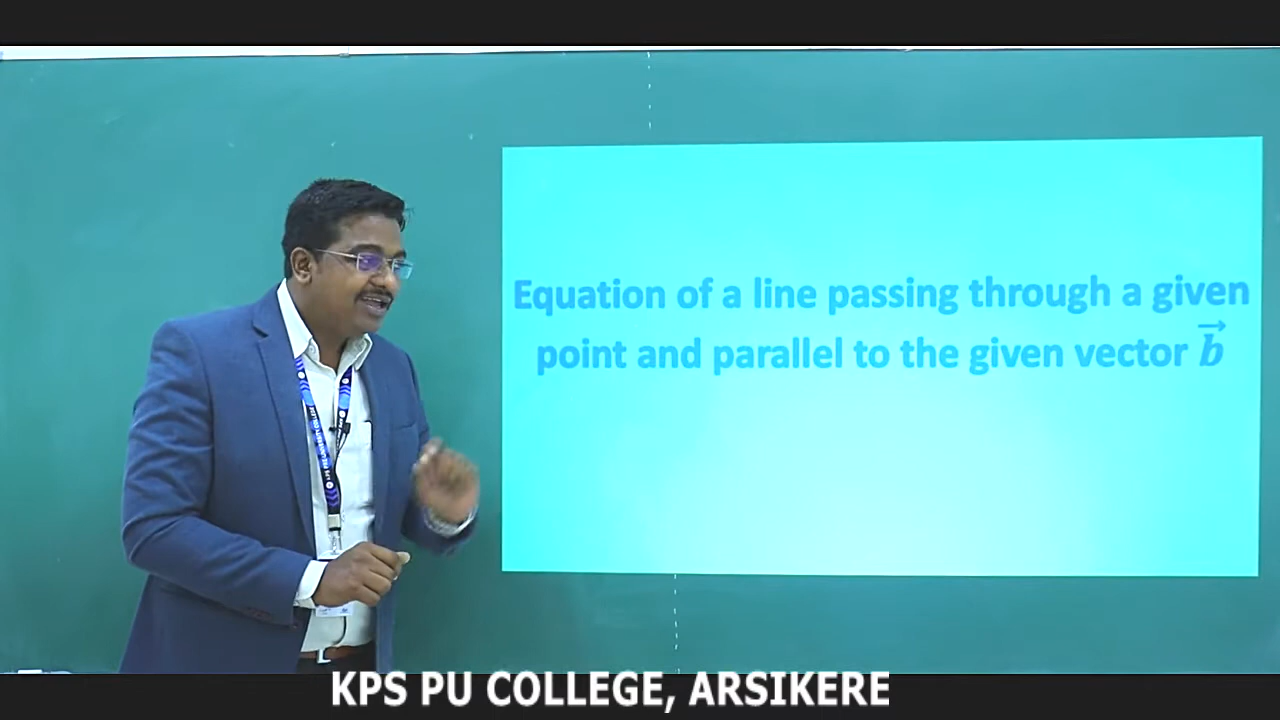 Equation of a line passing through a given
point and parallel to the given vector b⃗
KPS PU COLLEGE, ARSIKERE